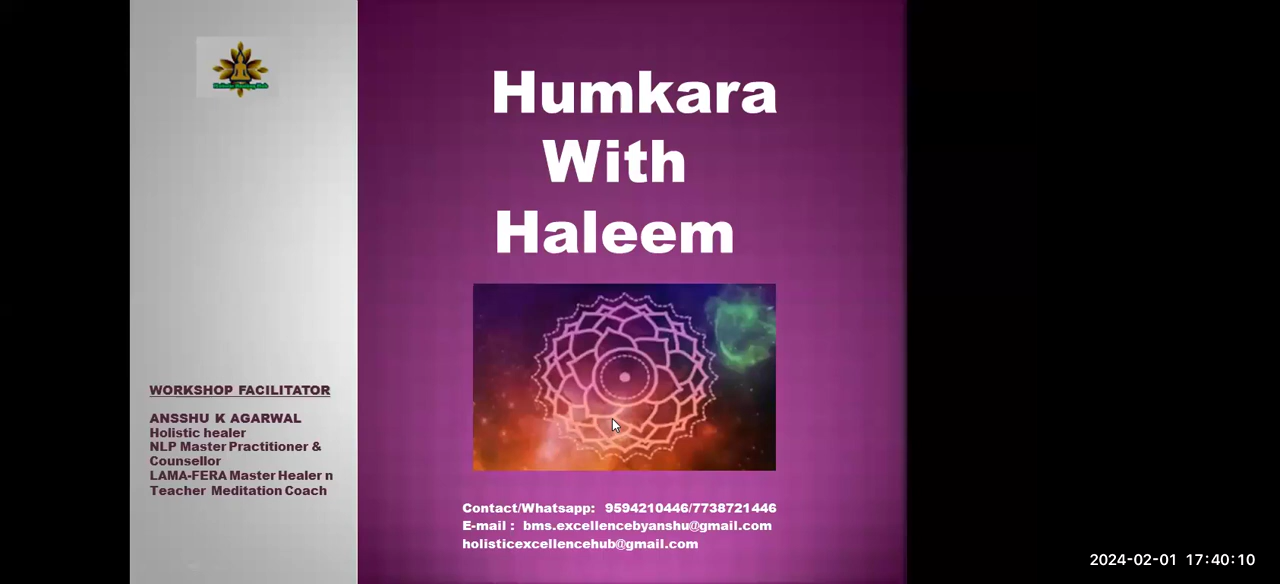 Humkara
With
Haleem
WORKSHOP FACILITATOR
ANSSHU K AGARWAL
Holistic healer
NLP Master Practitioner &
Counsellor
LAMA-FERA Master Healer n
Teacher Meditation Coach
Contact/Whatsapp: 9594210446/7738721446
E-mail : bms.excellencebyanshu@gmail.com
holisticexcellencehub@gmail.com
2024-02-01 17:40:10